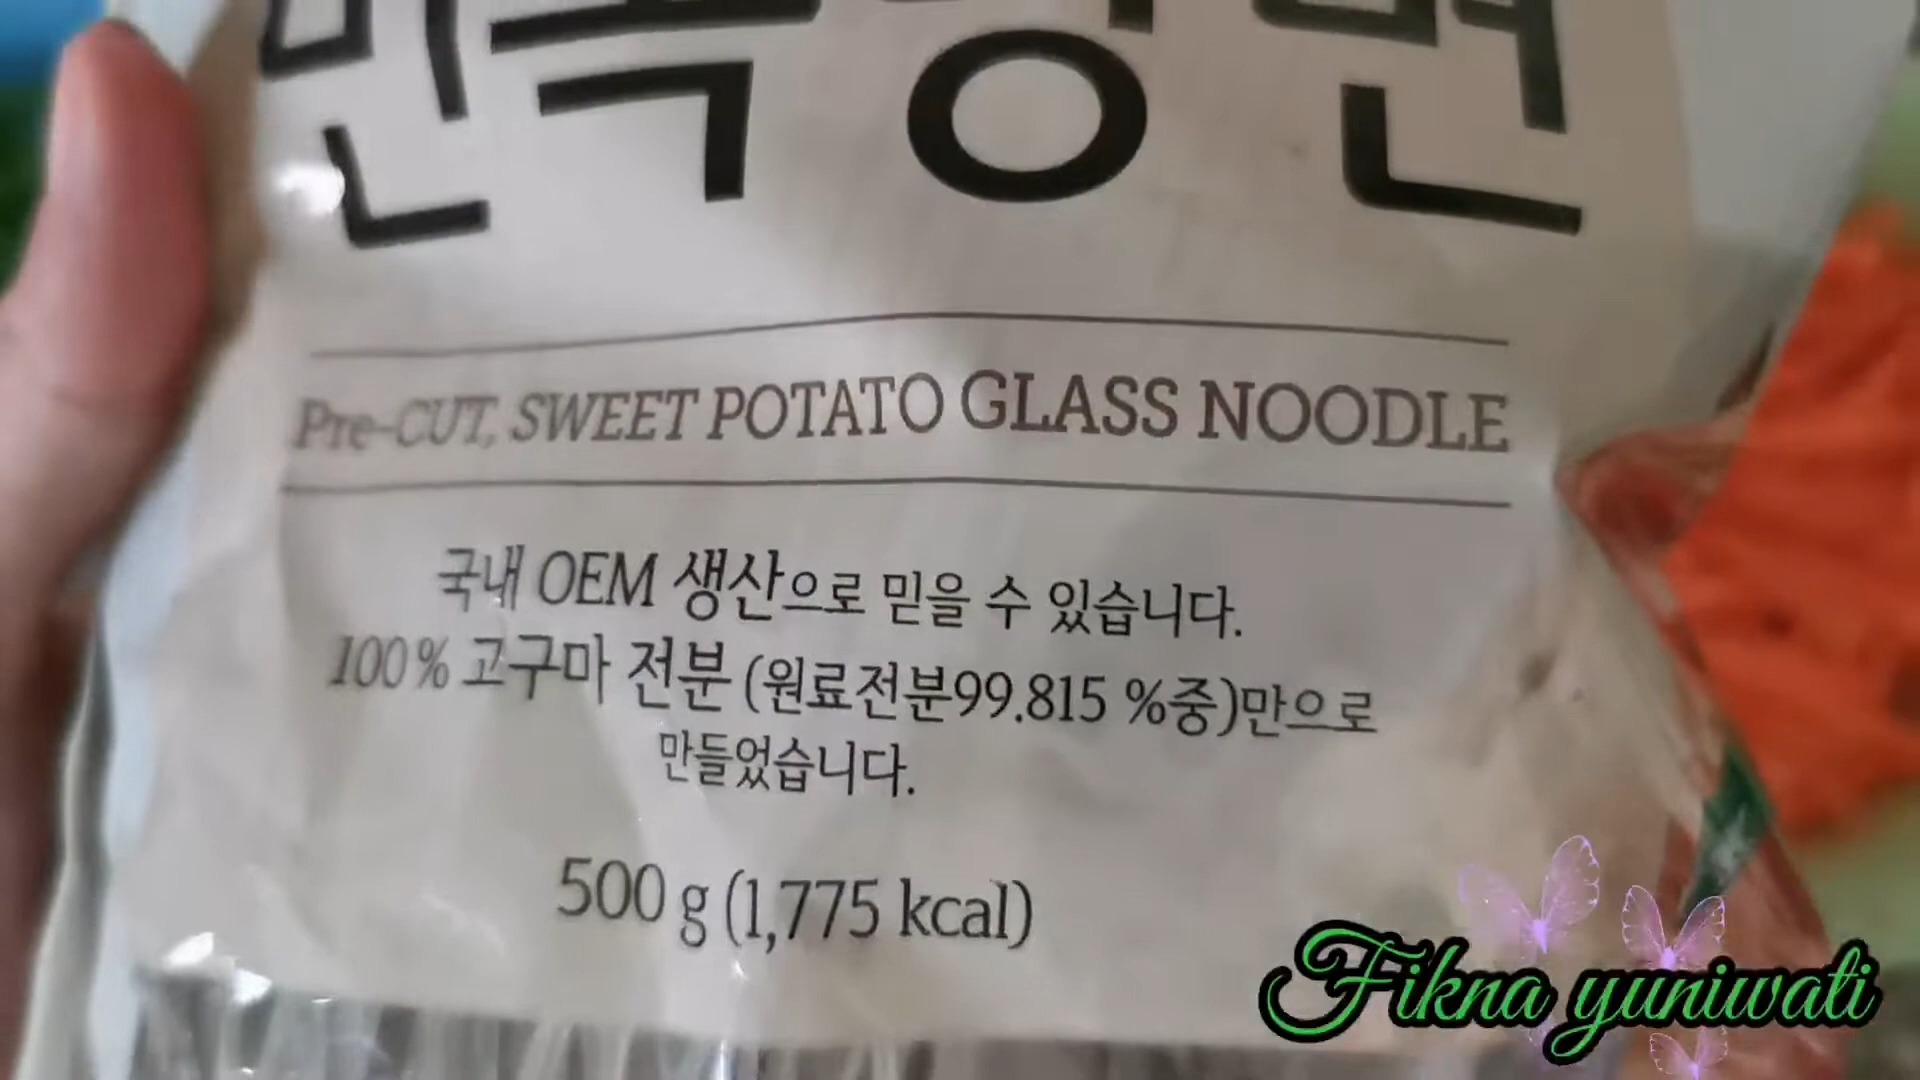 Pre-CUT, SWEET POTATO GLASS NOODLE
국내 OEM 생산으로 믿을 수 있습니다.
100% 고구마 전분 (원료전분99.815 %중)만으로
만들었습니다.
500 g (1,775 kcal)
Fikna yuniwati